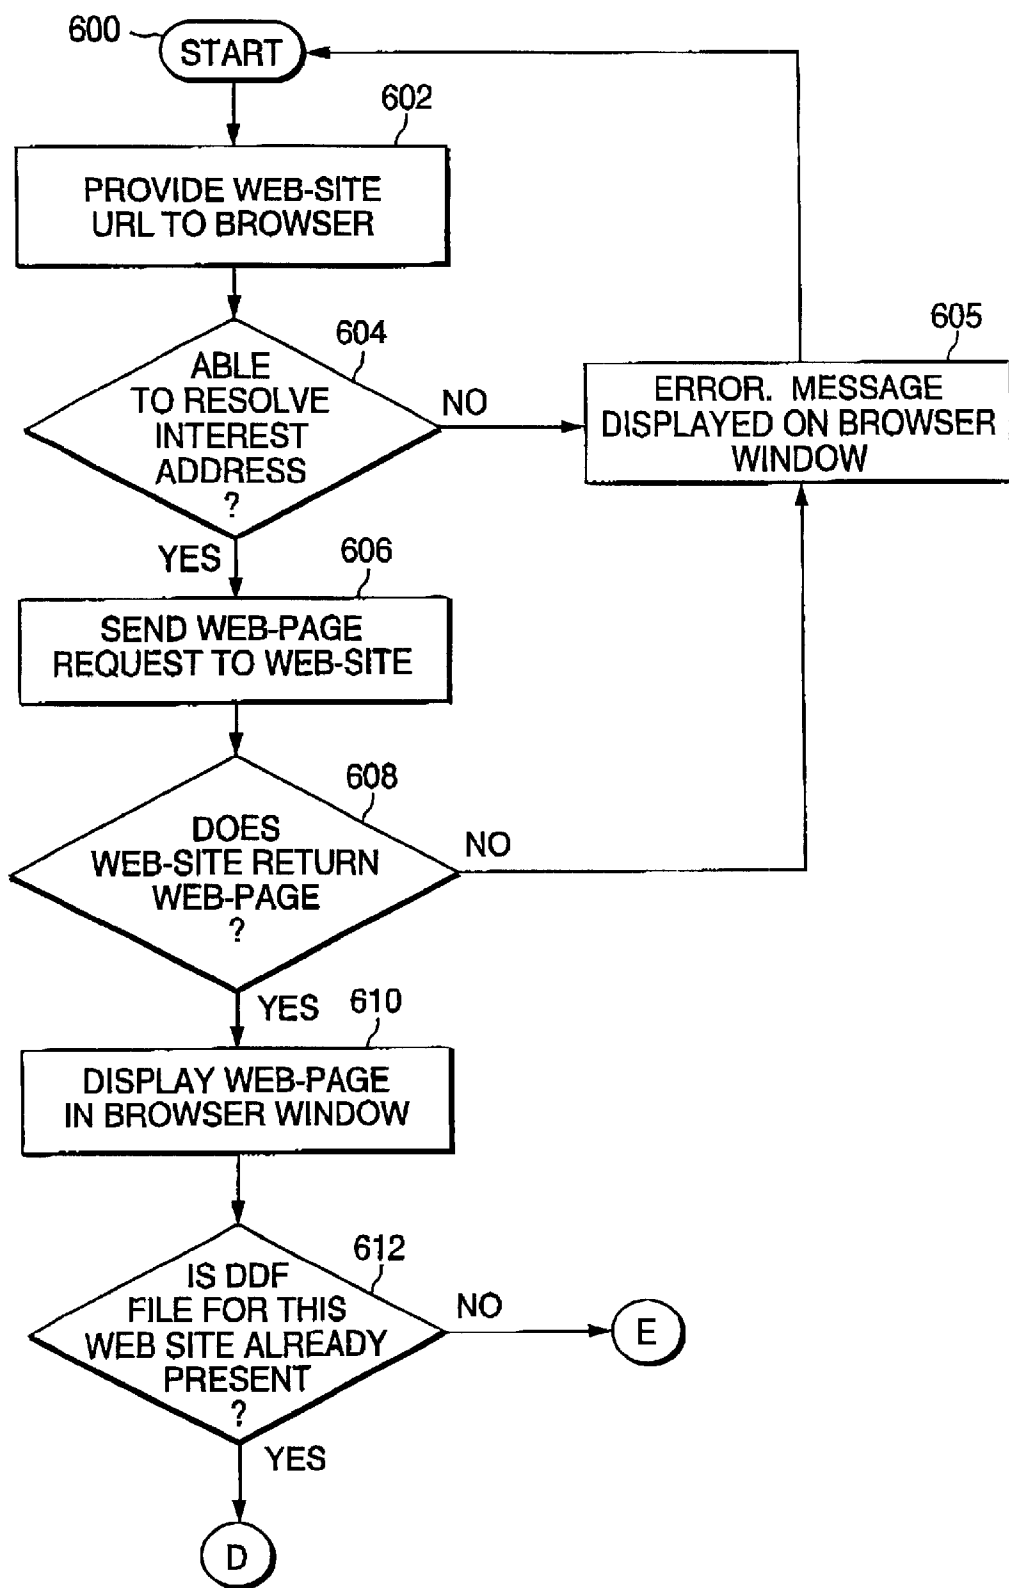 600
START
602
PROVIDE WEB-SITE
URL TO BROWSER
604
ABLE
TO RESOLVE
INTEREST
ADDRESS
?
NO
605
ERROR. MESSAGE
DISPLAYED ON BROWSER
WINDOW
YES
606
SEND WEB-PAGE
REQUEST TO WEB-SITE
608
DOES
WEB-SITE RETURN
WEB-PAGE
?
NO
YES
610
DISPLAY WEB-PAGE
IN BROWSER WINDOW
612
IS DDF
FILE FOR THIS
WEB SITE ALREADY
PRESENT
?
NO
E
YES
D